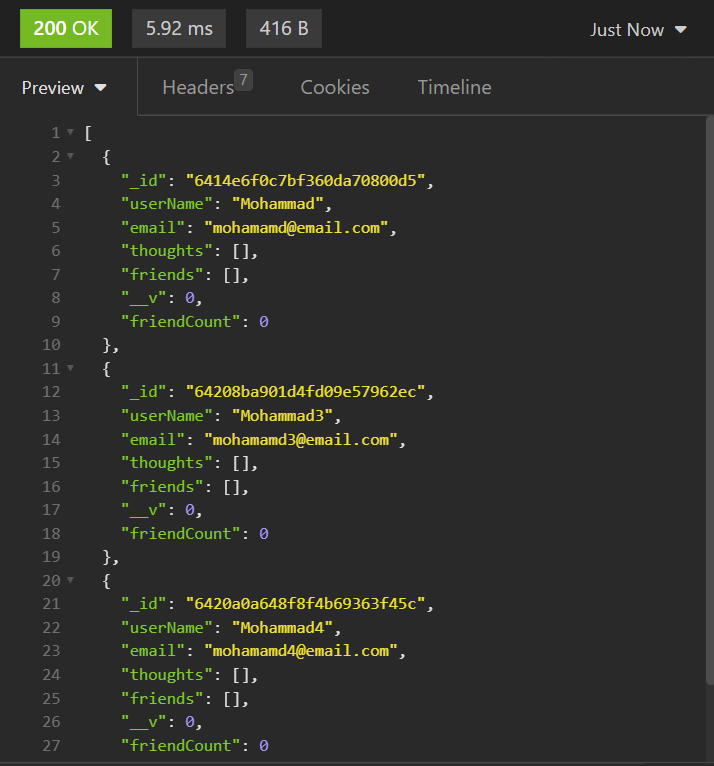 200 OK 5.92 ms 416 B Just Now
Preview Headers 7 Cookies Timeline
1 [
2 {
3 "_id": "6414e6f0c7bf360da70800d5",
4 "userName": "Mohammad",
5 "email": "mohamamd@email.com",
6 "thoughts": [],
7 "friends": [],
8 "__v": 0,
9 "friendCount": 0
10 },
11 {
12 "_id": "64208ba901d4fd09e57962ec",
13 "userName": "Mohammad3",
14 "email": "mohamamd3@email.com",
15 "thoughts": [],
16 "friends": [],
17 "__v": 0,
18 "friendCount": 0
19 },
20 {
21 "_id": "6420a0a648f8f4b69363f45c",
22 "userName": "Mohammad4",
23 "email": "mohamamd4@email.com",
24 "thoughts": [],
25 "friends": [],
26 "__v": 0,
27 "friendCount": 0